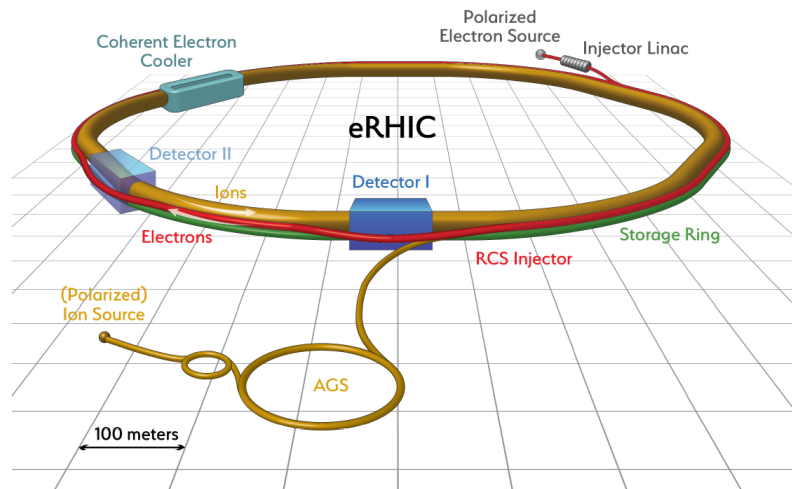 Polarized
Electron Source
Injector Linac
Coherent Electron
Cooler
eRHIC
Detector II
Ions
Detector I
Electrons
Storage Ring
RCS Injector
(Polarized)
Ion Source
AGS
100 meters